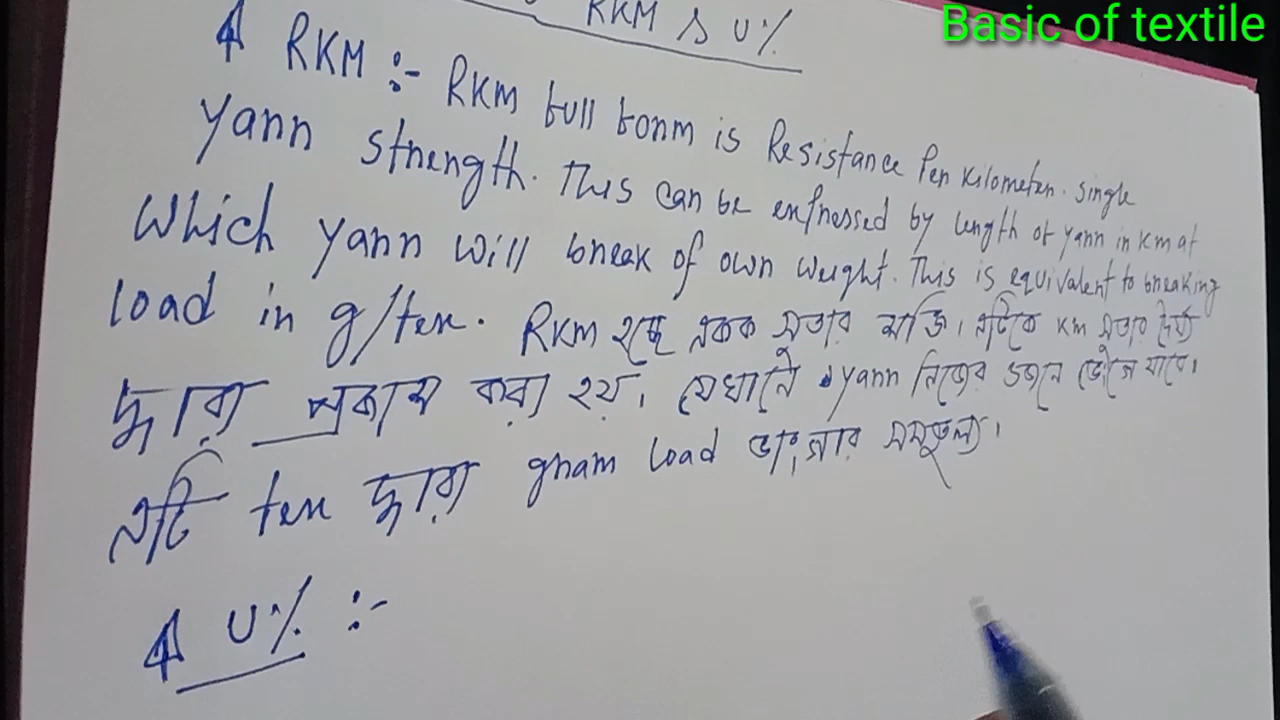 Basic of textile
RKM & U%
RKM :- RKM full form is Resistance Per Kilometer. Single
yarn strength. This can be expressed by length of yarn in km at
Which yarn will break of own weight. This is equivalent to breaking
load in g/tex. RKM হচ্ছে একক সুতার শক্তি। এটিকে KM সুতার দৈর্ঘ্য
দ্বারা প্রকাশ করা হয়। যেখানে yarn নিজের ওজনে ভেঙ্গে যাবে।
এটি tex দ্বারা gram load ভাঙ্গার সমতুল্য।
U% :-